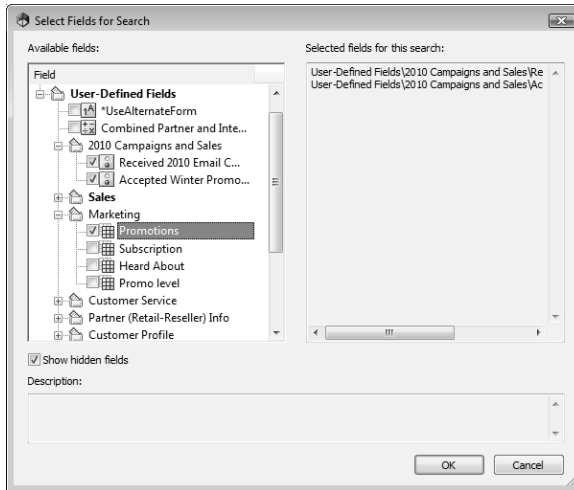 Select Fields for Search
Available fields:
Selected fields for this search:
Field
User-Defined Fields
*UseAlternateForm
Combined Partner and Inte...
2010 Campaigns and Sales
Received 2010 Email C...
Accepted Winter Promo...
Sales
Marketing
Promotions
Subscription
Heard About
Promo level
Customer Service
Partner (Retail-Reseller) Info
Customer Profile
User-Defined Fields\2010 Campaigns and Sales\Re
User-Defined Fields\2010 Campaigns and Sales\Ac
Show hidden fields
Description:
OK
Cancel